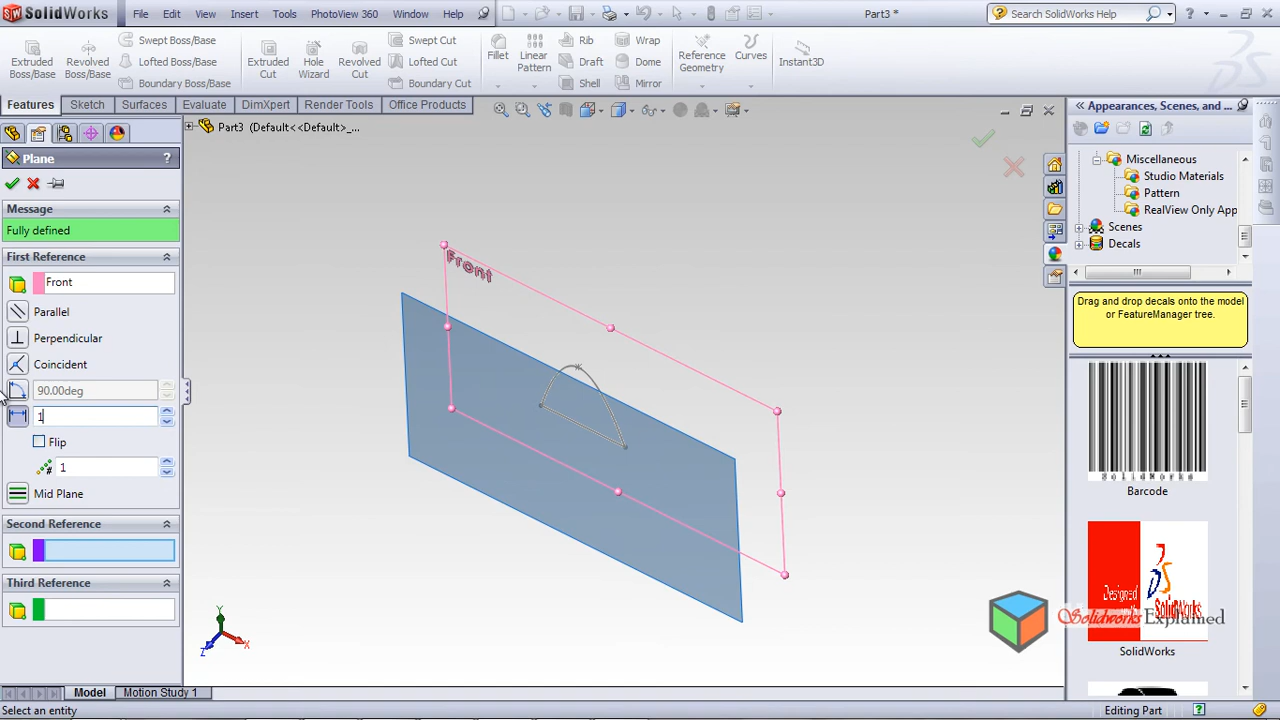 SolidWorks
File
Edit
View
Insert
Tools
PhotoView 360
Window
Help
Part3 *
Search SolidWorks Help
Extruded Boss/Base
Revolved Boss/Base
Swept Boss/Base
Lofted Boss/Base
Boundary Boss/Base
Extruded Cut
Hole Wizard
Revolved Cut
Swept Cut
Lofted Cut
Boundary Cut
Fillet
Linear Pattern
Rib
Draft
Shell
Wrap
Dome
Mirror
Reference Geometry
Curves
Instant3D
Features
Sketch
Surfaces
Evaluate
DimXpert
Render Tools
Office Products
Part3 (Default<<Default>_...
Appearances, Scenes, and ...
Plane
?
Message
Fully defined
First Reference
Front
Parallel
Perpendicular
Coincident
90.00deg
1
Flip
1
Mid Plane
Second Reference
Third Reference
Front
Y
X
Z
Miscellaneous
Studio Materials
Pattern
RealView Only App
Scenes
Decals
Drag and drop decals onto the model
or FeatureManager tree.
SolidWorks
Barcode
SolidWorks
SolidWorks
Solidworks Explained
Model
Motion Study 1
Select an entity
Editing Part